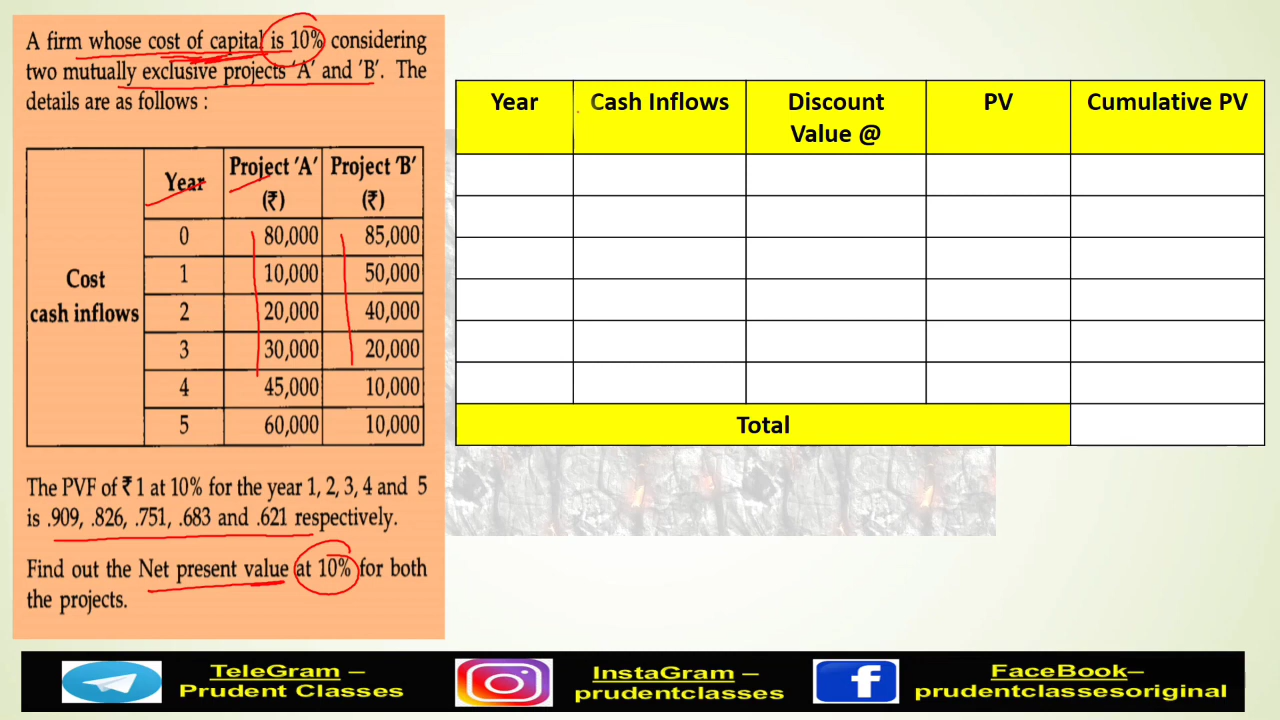 A firm whose cost of capital is 10% considering
two mutually exclusive projects 'A' and 'B'. The
details are as follows :
Year Project 'A' (₹) Project 'B' (₹)
Cost
cash inflows
0 80,000 85,000
1 10,000 50,000
2 20,000 40,000
3 30,000 20,000
4 45,000 10,000
5 60,000 10,000
The PVF of ₹ 1 at 10% for the year 1, 2, 3, 4 and 5
is .909, .826, .751, .683 and .621 respectively.
Find out the Net present value at 10% for both
the projects.
Year Cash Inflows Discount Value @ PV Cumulative PV
Total
TeleGram –
Prudent Classes
InstaGram –
prudentclasses
FaceBook–
prudentclassesoriginal